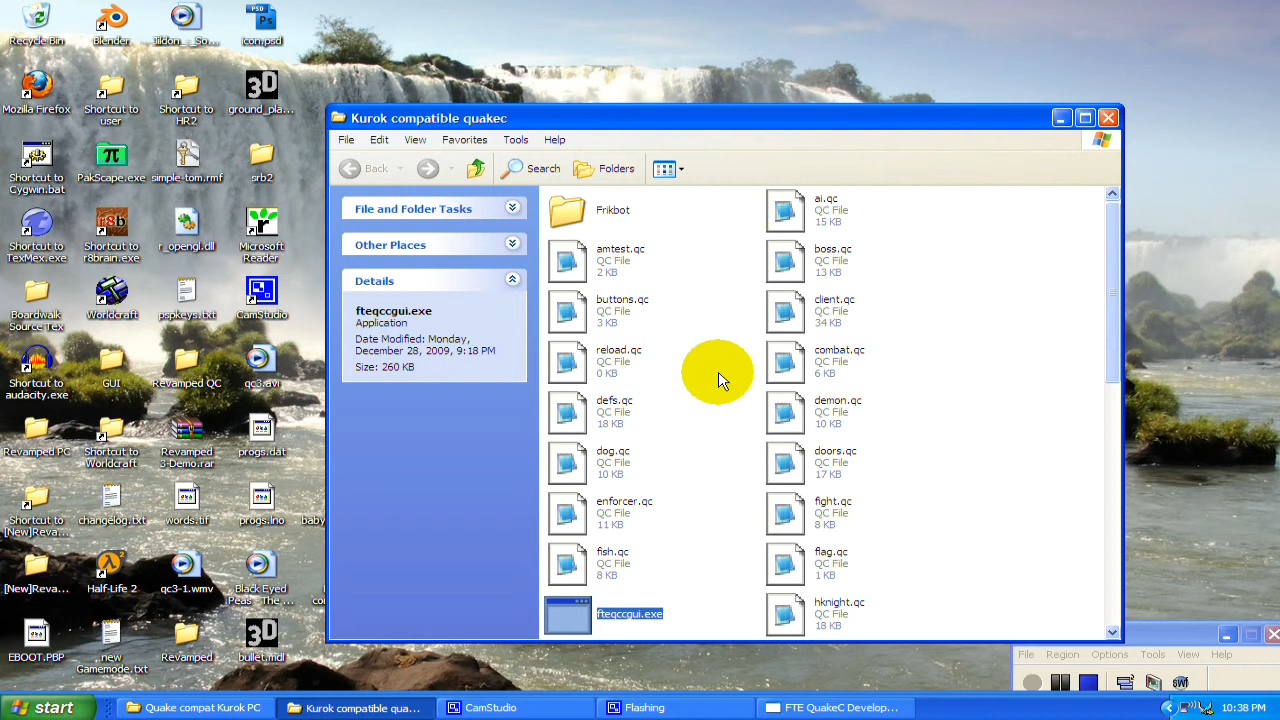 Recycle Bin
Blender
Jildon_-_So...
icon.psd
Mozilla Firefox
Shortcut to
user
Shortcut to
HR2
ground_pla...
Shortcut to
Cygwin.bat
PakScape.exe
simple-tom.rmf
srb2
Shortcut to
TexMex.exe
Shortcut to
r8brain.exe
r_opengl.dll
Microsoft
Reader
Boardwalk
Source Tex
Worldcraft
pspkeys.txt
CamStudio
Shortcut to
audacity.exe
GUI
Revamped QC
qc3.avi
Revamped PC
Shortcut to
Worldcraft
Revamped
3-Demo.rar
progs.dat
Shortcut to
[New]Reva...
changelog.txt
words.tif
progs.lno
[New]Reva...
Half-Life 2
qc3-1.wmv
Black Eyed
Peas - The ...
EBOOT.PBP
new
Gamemode.txt
Revamped
bullet.mdl
Kurok compatible quakec
File Edit View Favorites Tools Help
Back Search Folders
File and Folder Tasks
Other Places
Details
fteqccgui.exe
Application
Date Modified: Monday,
December 28, 2009, 9:18 PM
Size: 260 KB
Frikbot
ai.qc
QC File
15 KB
amtest.qc
QC File
2 KB
boss.qc
QC File
13 KB
buttons.qc
QC File
3 KB
client.qc
QC File
34 KB
reload.qc
QC File
0 KB
combat.qc
QC File
6 KB
defs.qc
QC File
18 KB
demon.qc
QC File
10 KB
dog.qc
QC File
10 KB
doors.qc
QC File
17 KB
enforcer.qc
QC File
11 KB
fight.qc
QC File
8 KB
fish.qc
QC File
8 KB
flag.qc
QC File
1 KB
fteqccgui.exe
hknight.qc
QC File
18 KB
File Region Options Tools View Help
start
Quake compat Kurok PC
Kurok compatible qua...
CamStudio
Flashing
FTE QuakeC Develop...
10:38 PM